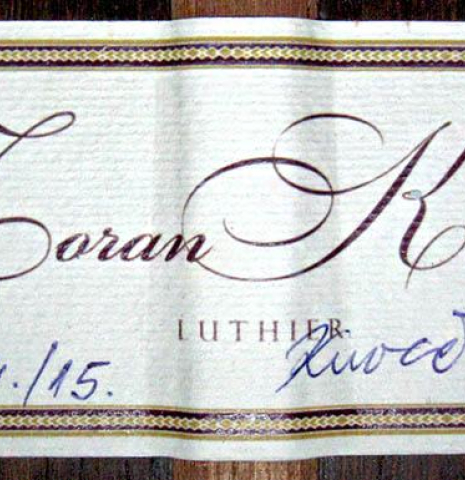 Zoran K
LUTHIER
./15.